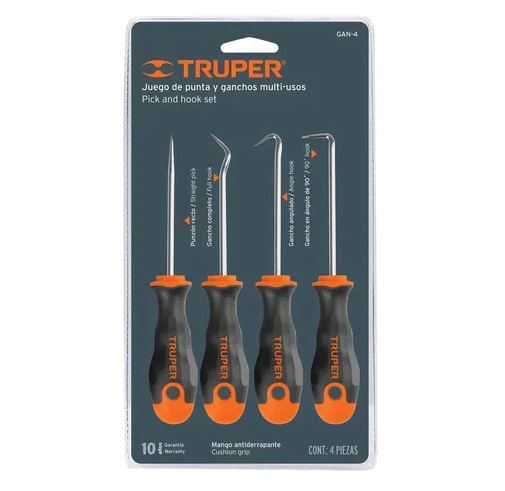 GAN-4
TRUPER®
Juego de punta y ganchos multi-usos
Pick and hook set
Punzón recto / Straight pick
Gancho completo / Full hook
Gancho angulado / Angle hook
Gancho en ángulo de 90° / 90° hook
TRUPER
TRUPER
TRUPER
TRUPER
10 años Garantía
Warranty
Mango antiderrapante
Cushion grip
CONT.: 4 PIEZAS